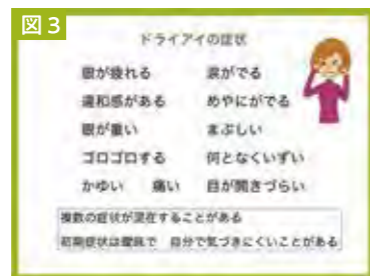 図3
ドライアイの症状
眼が疲れる 涙がでる
違和感がある めやにがでる
眼が重い まぶしい
ゴロゴロする 何となくいずい
かゆい 痛い 目が開きづらい
複数の症状が混在することがある
初期症状は曖昧で 自分で気づきにくいことがある